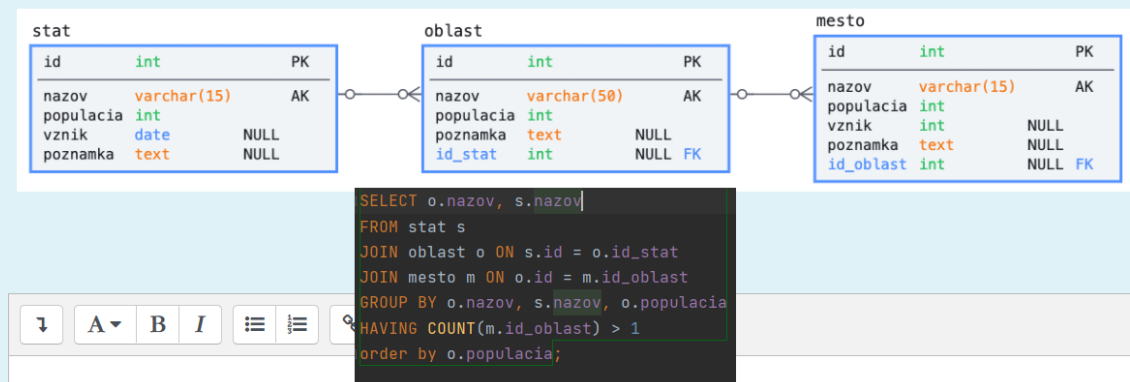 stat
id int PK
nazov varchar(15) AK
populacia int
vznik date NULL
poznamka text NULL
oblast
id int PK
nazov varchar(50) AK
populacia int
poznamka text NULL
id_stat int NULL FK
mesto
id int PK
nazov varchar(15) AK
populacia int
vznik int NULL
poznamka text NULL
id_oblast int NULL FK
SELECT o.nazov, s.nazov
FROM stat s
JOIN oblast o ON s.id = o.id_stat
JOIN mesto m ON o.id = m.id_oblast
GROUP BY o.nazov, s.nazov, o.populacia
HAVING COUNT(m.id_oblast) > 1
order by o.populacia;
A B I